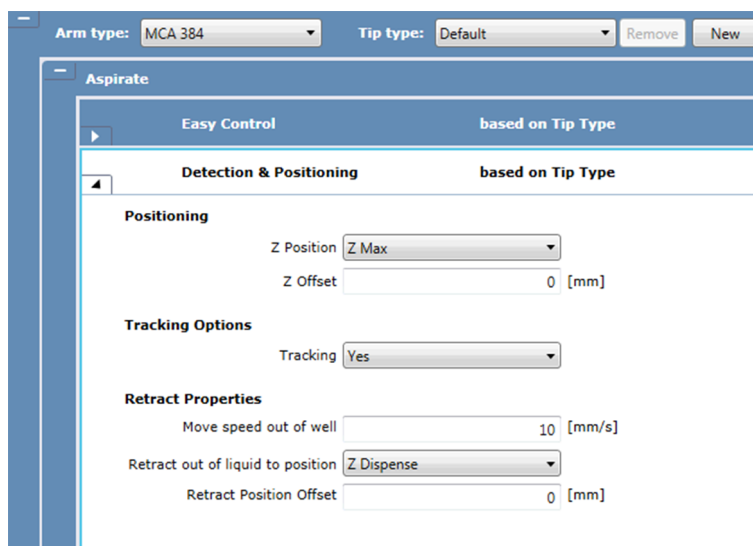 Arm type: MCA 384 Tip type: Default Remove New
Aspirate
Easy Control based on Tip Type
Detection & Positioning based on Tip Type
Positioning
Z Position Z Max
Z Offset 0 [mm]
Tracking Options
Tracking Yes
Retract Properties
Move speed out of well 10 [mm/s]
Retract out of liquid to position Z Dispense
Retract Position Offset 0 [mm]